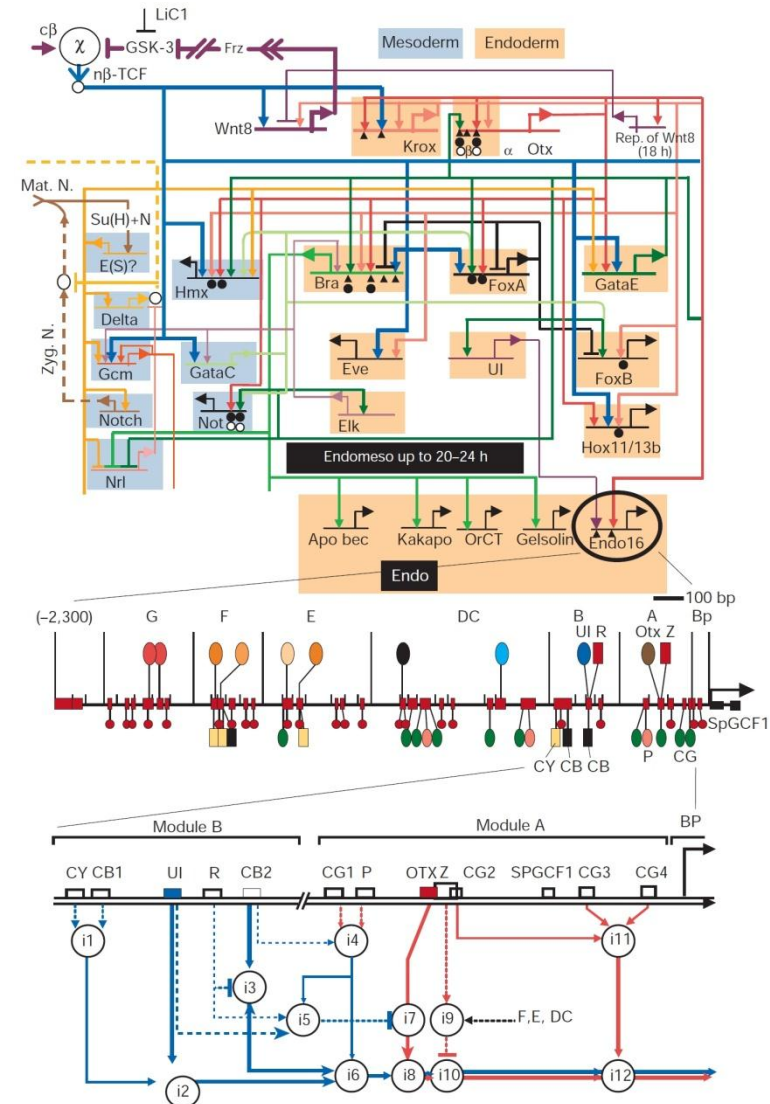 LiC1
cβ χ GSK-3 Frz
Mesoderm Endoderm
nβ-TCF
Wnt8 Krox β α Otx Rep. of Wnt8
(18 h)
Mat. N.
Su(H)+N
E(S)?
Hmx Bra FoxA GataE
Delta
Zyg. N.
Gcm GataC Eve UI FoxB
Notch Not Elk Hox11/13b
Nrl
Endomeso up to 20–24 h
Apo bec Kakapo OrCT Gelsolin Endo16
Endo
100 bp
(–2,300) G F E DC B A Bp
UI R Otx Z
SpGCF1
CY CB CB P CG
Module B Module A BP
CY CB1 UI R CB2 CG1 P OTX Z CG2 SPGCF1 CG3 CG4
i1 i4 i11
i3
i5 i7 i9 F,E, DC
i2 i6 i8 i10 i12